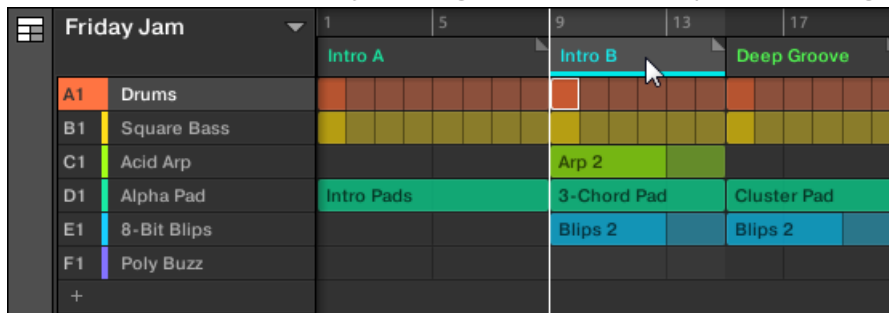 Friday Jam 1 5 9 13 17
Intro A Intro B Deep Groove
A1 Drums
B1 Square Bass
C1 Acid Arp Arp 2
D1 Alpha Pad Intro Pads 3-Chord Pad Cluster Pad
E1 8-Bit Blips Blips 2 Blips 2
F1 Poly Buzz
+